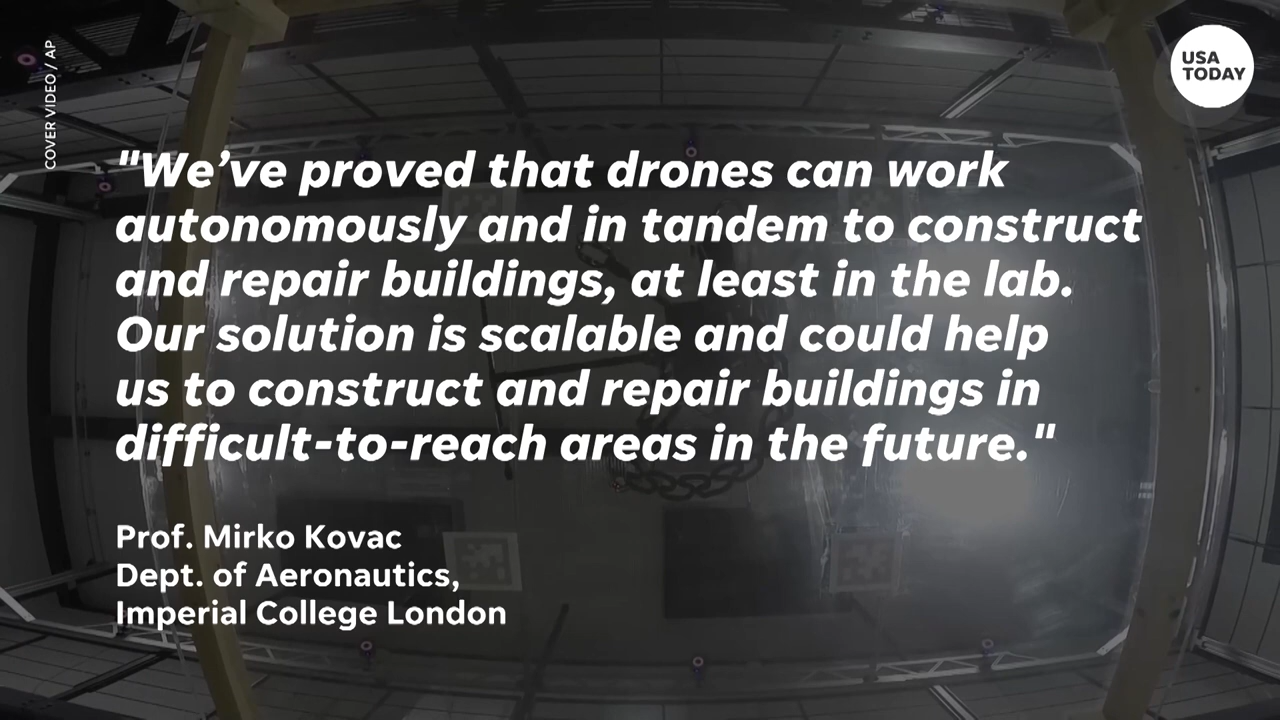 COVER VIDEO / AP
USA
TODAY
"We’ve proved that drones can work
autonomously and in tandem to construct
and repair buildings, at least in the lab.
Our solution is scalable and could help
us to construct and repair buildings in
difficult-to-reach areas in the future."
Prof. Mirko Kovac
Dept. of Aeronautics,
Imperial College London